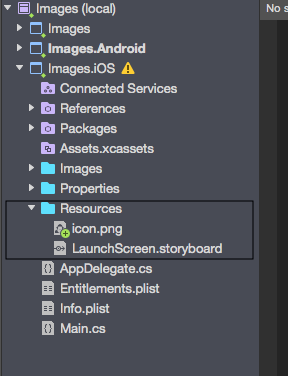 Images (local)
No s
Images
Images.Android
Images.iOS
Connected Services
References
Packages
Assets.xcassets
Images
Properties
Resources
icon.png
LaunchScreen.storyboard
AppDelegate.cs
Entitlements.plist
Info.plist
Main.cs